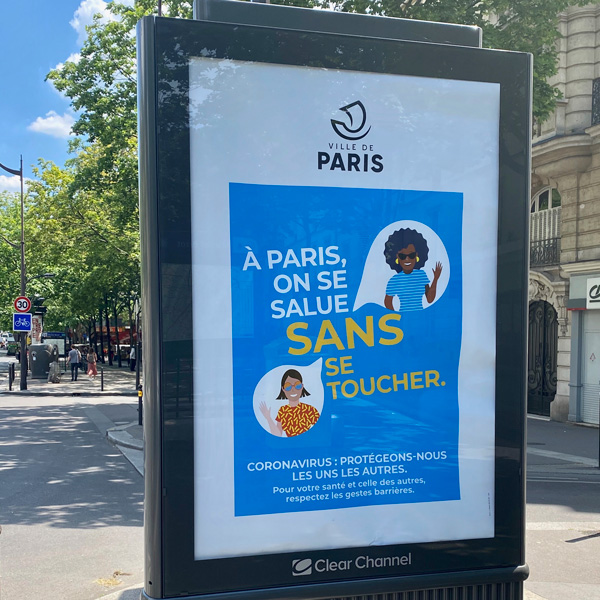 VILLE DE
PARIS
À PARIS,
ON SE
SALUE
SANS
SE
TOUCHER.
CORONAVIRUS : PROTÉGEONS-NOUS
LES UNS LES AUTRES.
Pour votre santé et celle des autres,
respectez les gestes barrières.
Clear Channel
30